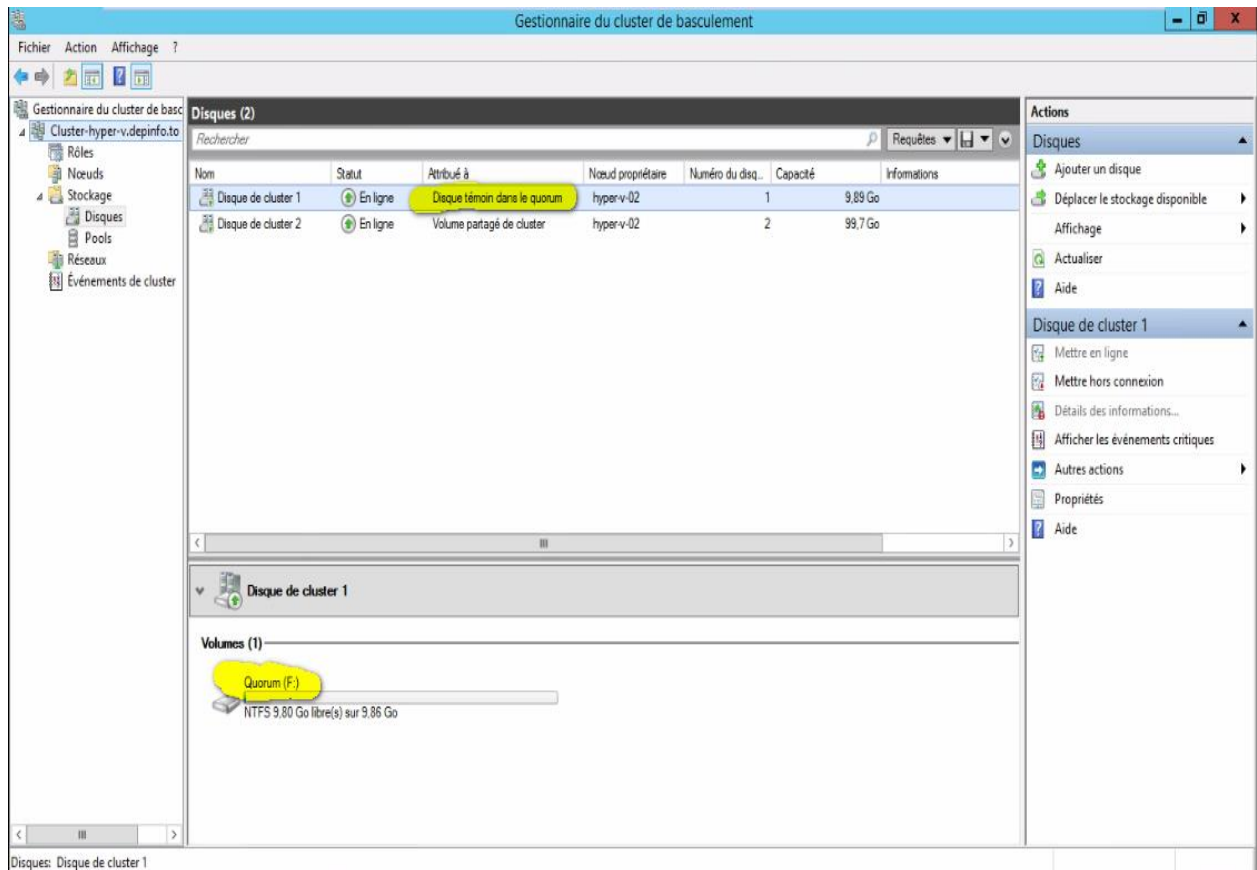 Gestionnaire du cluster de basculement
Fichier Action Affichage ?
Gestionnaire du cluster de basc
Cluster-hyper-v.depinfo.to
Rôles
Nœuds
Stockage
Disques
Pools
Réseaux
Événements de cluster
Disques (2)
Rechercher
Requêtes
Nom Statut Attribué à Nœud propriétaire Numéro du disq... Capacité Informations
Disque de cluster 1 En ligne Disque témoin dans le quorum hyper-v-02 1 9,89 Go
Disque de cluster 2 En ligne Volume partagé de cluster hyper-v-02 2 99,7 Go
Disque de cluster 1
Volumes (1)
Quorum (F:)
NTFS 9,80 Go libre(s) sur 9,86 Go
Actions
Disques
Ajouter un disque
Déplacer le stockage disponible
Affichage
Actualiser
Aide
Disque de cluster 1
Mettre en ligne
Mettre hors connexion
Détails des informations...
Afficher les événements critiques
Autres actions
Propriétés
Aide
Disques: Disque de cluster 1